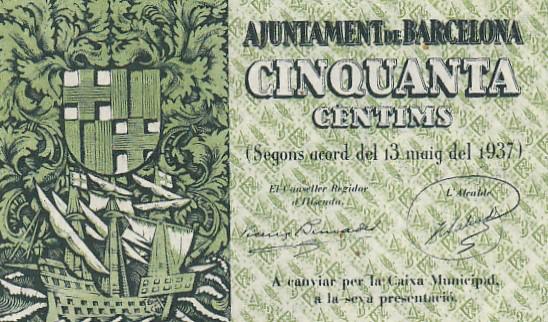 AJUNTAMENT DE BARCELONA
CINQUANTA
CÈNTIMS
(Segons acord del 13 maig del 1937)
El Conseller Regidor
d'Hisenda,
L'Alcalde,
A canviar per la Caixa Municipal,
a la seva presentació.